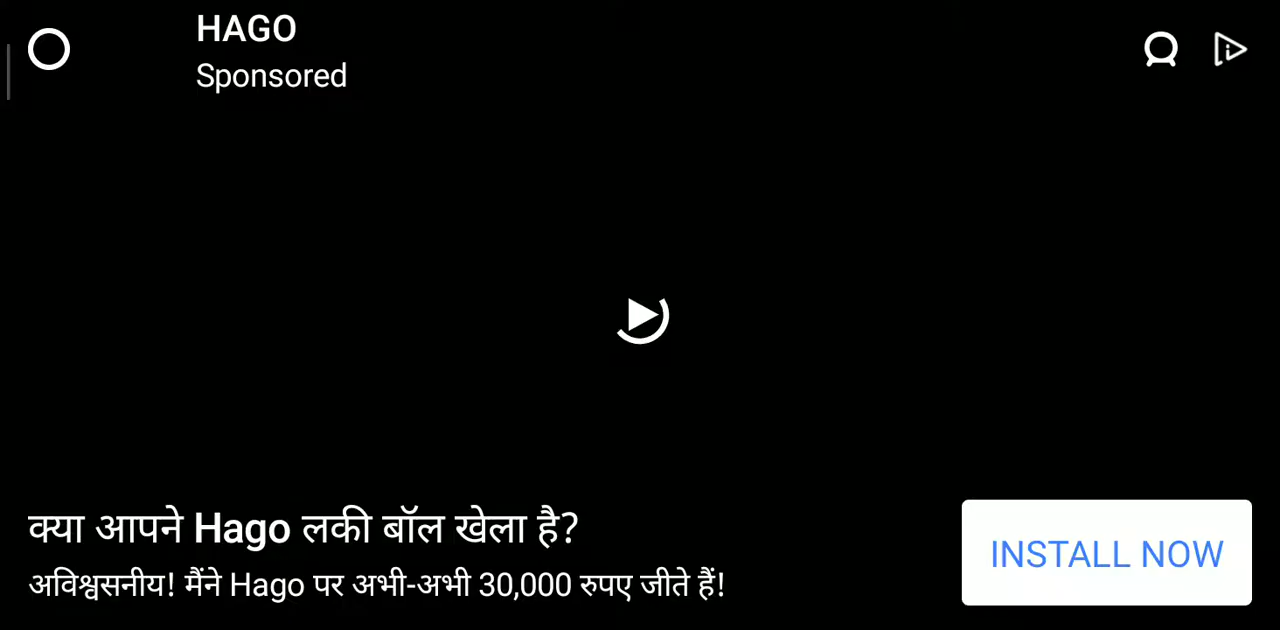 HAGO
Sponsored
क्या आपने Hago लकी बॉल खेला है?
अविश्वसनीय! मैंने Hago पर अभी-अभी 30,000 रुपए जीते हैं!
INSTALL NOW